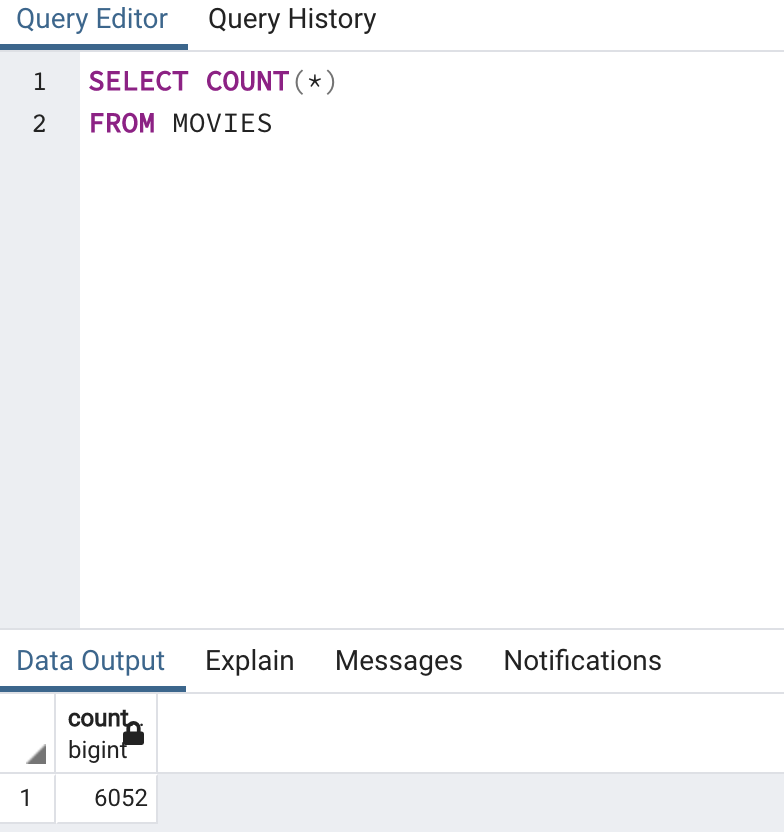 Query Editor Query History
1 SELECT COUNT(*)
2 FROM MOVIES
Data Output Explain Messages Notifications
count
bigint
1 6052